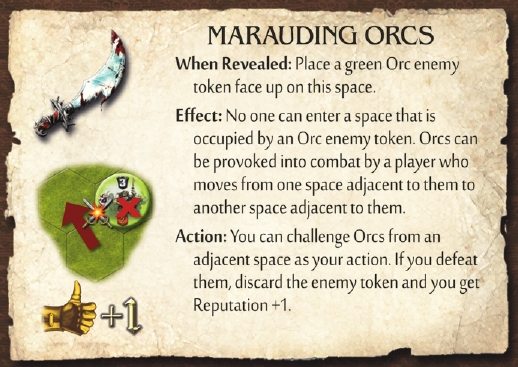 MARAUDING ORCS
When Revealed: Place a green Orc enemy
token face up on this space.
Effect: No one can enter a space that is
occupied by an Orc enemy token. Orcs can
be provoked into combat by a player who
moves from one space adjacent to them to
another space adjacent to them.
3
Action: You can challenge Orcs from an
adjacent space as your action. If you defeat
them, discard the enemy token and you get
Reputation +1.
+1